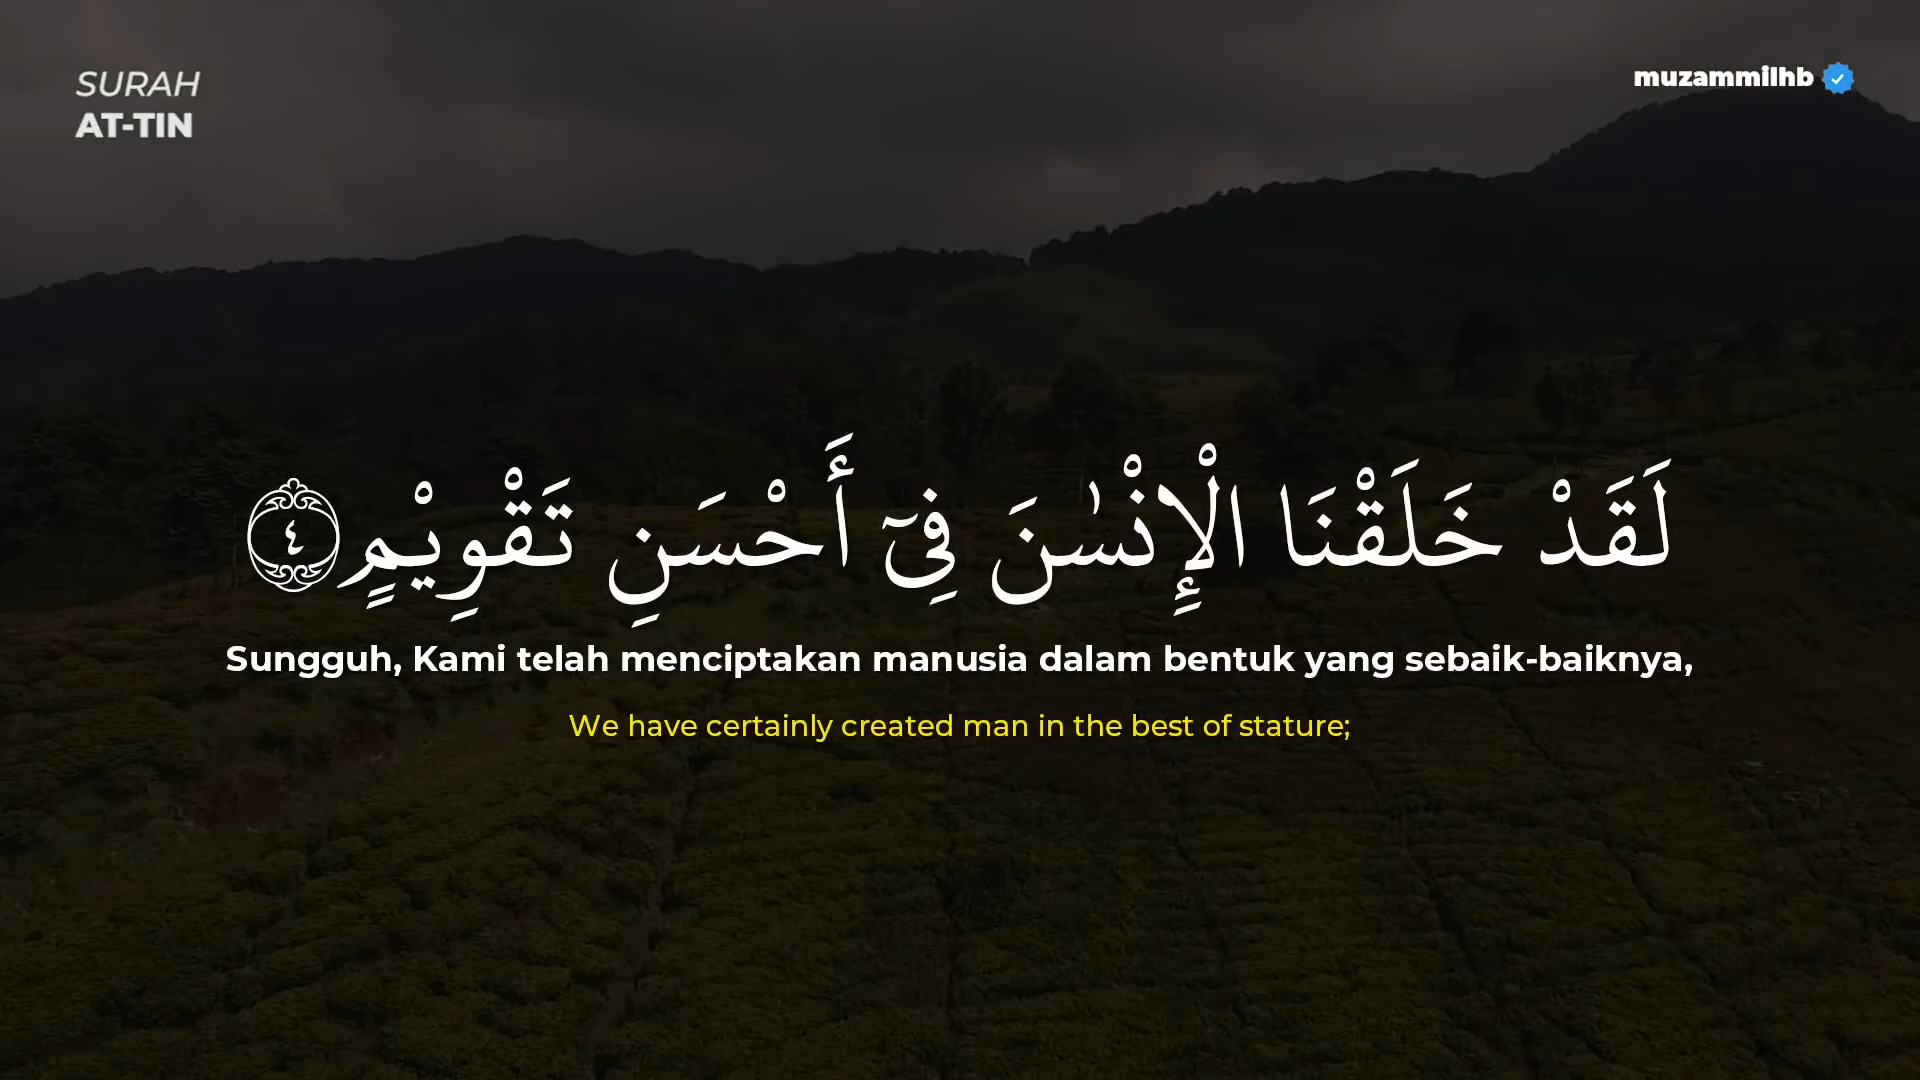 SURAH
AT-TIN
muzammilhb
لَقَدْ خَلَقْنَا الْإِنْسٰنَ فِيْٓ أَحْسَنِ تَقْوِيْمٍ ٤
Sungguh, Kami telah menciptakan manusia dalam bentuk yang sebaik-baiknya,
We have certainly created man in the best of stature;